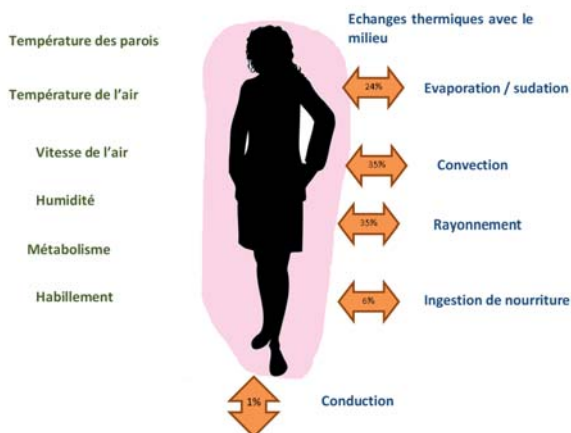 Température des parois
Température de l'air
Vitesse de l'air
Humidité
Métabolisme
Habillement
Echanges thermiques avec le
milieu
24%
Evaporation / sudation
35%
Convection
35%
Rayonnement
6%
Ingestion de nourriture
1%
Conduction